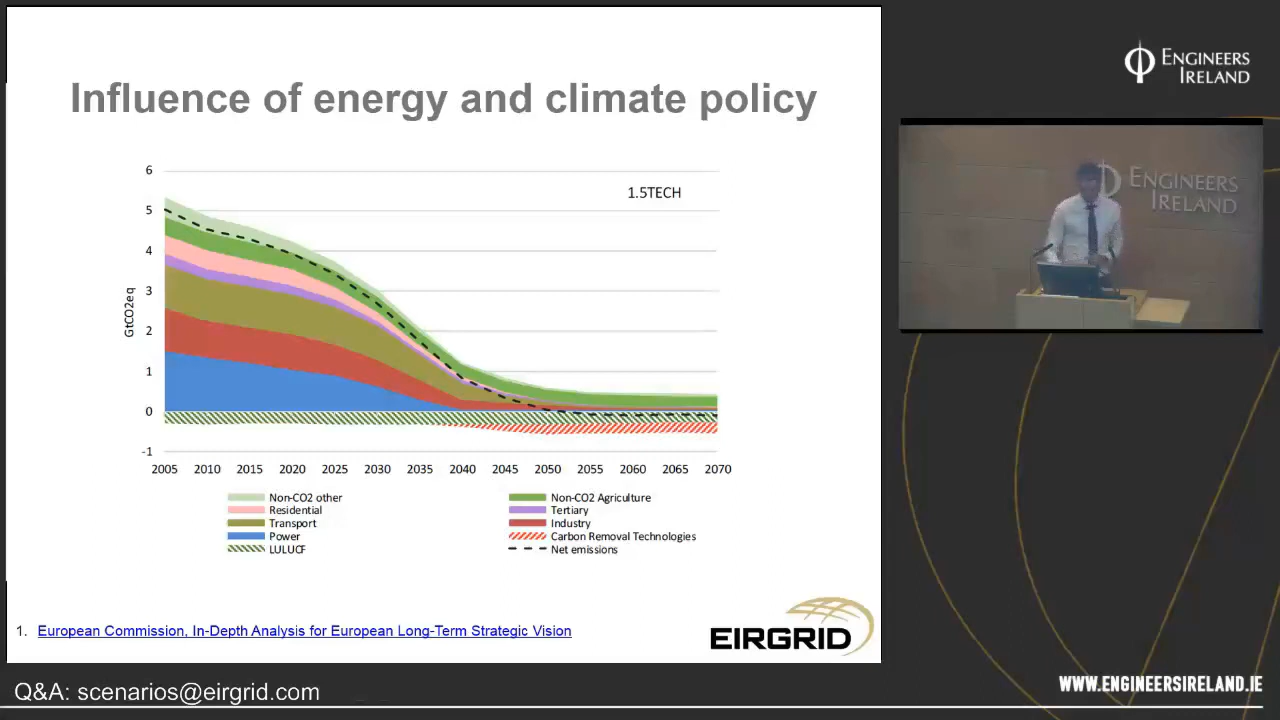 Influence of energy and climate policy
1.5TECH
GtCO2eq
6
5
4
3
2
1
0
-1
2005 2010 2015 2020 2025 2030 2035 2040 2045 2050 2055 2060 2065 2070
Non-CO2 other
Non-CO2 Agriculture
Residential
Tertiary
Transport
Industry
Power
Carbon Removal Technologies
LULUCF
Net emissions
1. European Commission, In-Depth Analysis for European Long-Term Strategic Vision
EIRGRID
Q&A: scenarios@eirgrid.com
ENGINEERS
IRELAND
ENGINEERS
IRELAND
WWW.ENGINEERSIRELAND.IE